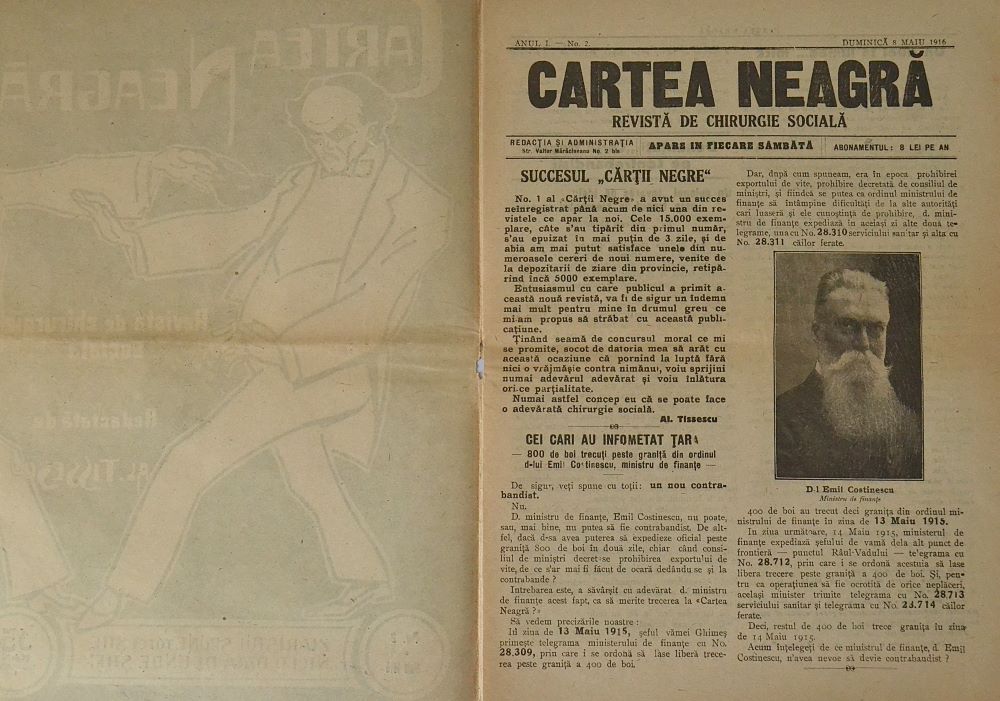 ANUL I. — No. 2.
DUMINICĂ 8 MAIU 1916
CARTEA NEAGRĂ
REVISTĂ DE CHIRURGIE SOCIALĂ
REDACȚIA ȘI ADMINISTRAȚIA
Str. Valter Mărăcineanu No. 2 bis
APARE IN FIECARE SÂMBĂTĂ
ABONAMENTUL: 8 LEI PE AN
SUCCESUL „CĂRȚII NEGRE“
No. 1 al «Cărții Negre» a avut un succes
neînregistrat până acum de nici una din re-
vistele ce apar la noi. Cele 15.000 exem-
plare, câte s'au tipărit din primul număr,
s'au epuizat în mai puțin de 3 zile, și de
abia am mai putut satisface unele din nu-
meroasele cereri de noui numere, venite de
la depozitarii de ziare din provincie, retipă-
rind încă 5000 exemplare.
Entusiasmul cu care publicul a primit a-
ceastă nouă revistă, va fi de sigur un îndemn
mai mult pentru mine în drumul greu ce
mi-am propus să străbat cu această publi-
cațiune.
Ținând seamă de concursul moral ce mi
se promite, socot de datoria mea să arăt cu
această ocaziune că pornind la luptă fără
nici o vrăjmășie contra nimănui, voiu sprijini
numai adevărul adevărat și voiu înlătura
ori-ce parțialitate.
Numai astfel concep eu că se poate face
o adevărată chirurgie socială.
Al. Tissescu
CEI CARI AU INFOMETAT ȚARA
— 800 de boi trecuți peste graniță din ordinul
d-lui Emil Costinescu, ministru de finanțe —
De sigur, veți spune cu toții: un nou contra-
bandist.
Nu.
D. ministru de finanțe, Emil Costinescu, nu poate,
sau, mai bine, nu putea să fie contrabandist. De alt-
fel, dacă d-sa avea puterea să expedieze oficial peste
graniță 800 de boi în două zile, chiar când consi-
liul de miniștri decretase prohibirea exportului de
vite, de ce s'ar mai fi făcut de ocară dedându-se și la
contrabande?
Intrebarea este, a săvârșit cu adevărat d. ministru
de finanțe acest fapt, ca să merite trecerea la «Cartea
Neagră?»
Să vedem precizările noastre:
In ziua de 13 Maiu 1915, șeful vămei Ghimeș
primește telegrama ministerului de finanțe cu No.
28.309, prin care i se ordonă să lase liberă trece-
rea peste graniță a 400 de boi.
Dar, după cum spuneam, era în epoca prohibirei
exportului de vite, prohibire decretată de consiliul de
miniștri, și fiindcă se putea ca ordinul ministrului de
finanțe să întâmpine dificultăți de la alte autorități
cari luaseră și ele cunoștință de prohibire, d. mini-
stru de finanțe expediază în aceiași zi alte două te-
legrame, una cu No. 28.310 serviciului sanitar și alta cu
No. 28.311 căilor ferate.
D-l Emil Costinescu
Ministru de finanțe
400 de boi au trecut deci granița din ordinul mi-
nistrului de finanțe în ziua de 13 Maiu 1915.
In ziua următoare, 14 Maiu 1915, ministerul de
finanțe expediază șefului de vamă dela alt punct de
frontieră — punctul Râul-Vadului — telegrama cu
No. 28.712, prin care i se ordonă acestuia să lase
libera trecere peste graniță a 400 de boi. Și, pen-
tru ca operațiunea să fie ocrotită de orice neplăceri,
același minister trimite telegrama cu No. 28.713
serviciului sanitar și telegrama cu No. 28.714 căilor
ferate.
Deci, restul de 400 de boi trece granița în ziua
de 14 Maiu 1915.
Acum înțelegeți de ce ministrul de finanțe, d. Emil
Costinescu, n'avea nevoe să devie contrabandist?